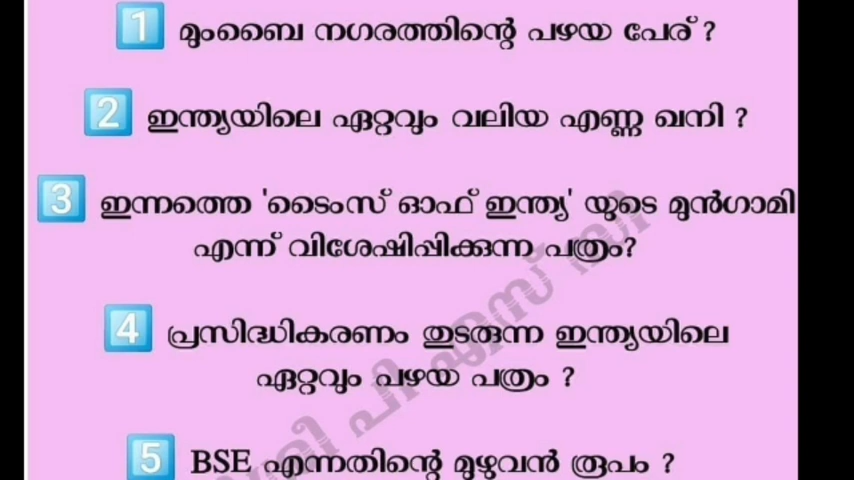 1 മുംബൈ നഗരത്തിന്റെ പഴയ പേര് ?
2 ഇന്ത്യയിലെ ഏറ്റവും വലിയ എണ്ണ ഖനി ?
3 ഇന്നത്തെ 'ടൈംസ് ഓഫ് ഇന്ത്യ' യുടെ മുൻഗാമി
എന്ന് വിശേഷിപ്പിക്കുന്ന പത്രം?
4 പ്രസിദ്ധികരണം തുടരുന്ന ഇന്ത്യയിലെ
ഏറ്റവും പഴയ പത്രം ?
5 BSE എന്നതിന്റെ മുഴുവൻ രൂപം ?